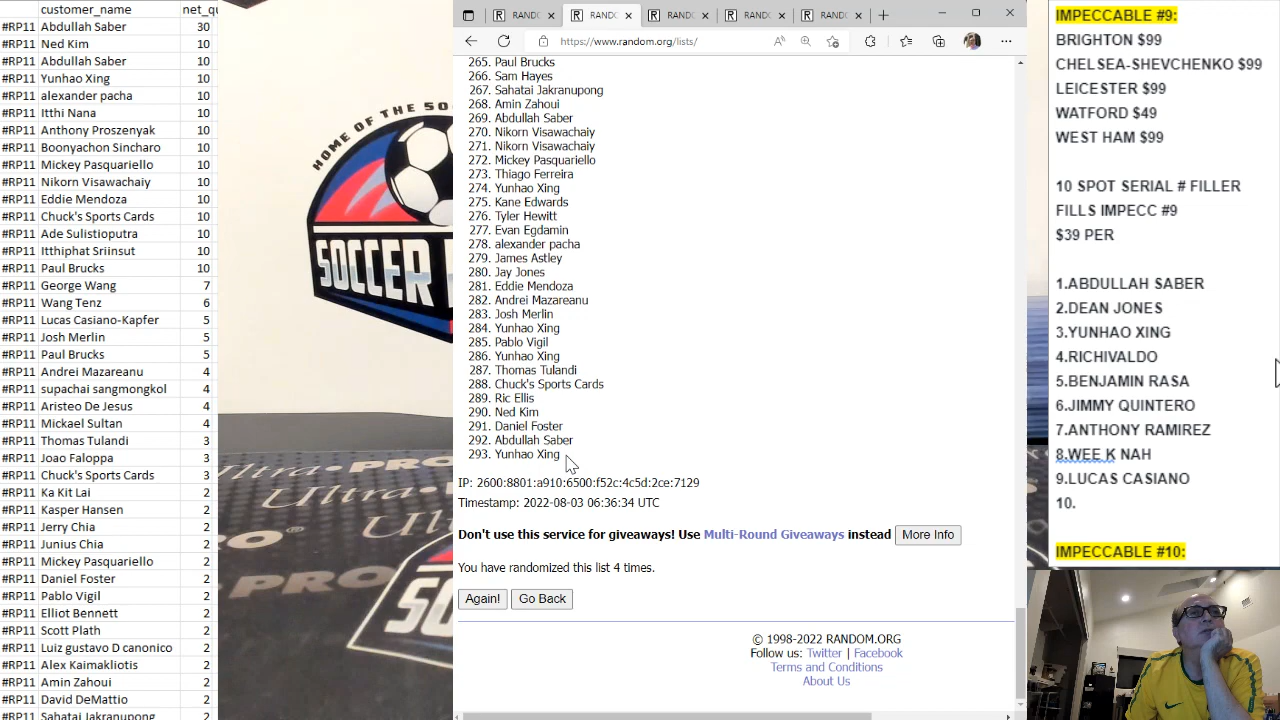 customer_name net_qu
#RP11 Abdullah Saber 30
#RP11 Ned Kim 10
#RP11 Abdullah Saber 10
#RP11 Yunhao Xing 10
#RP11 alexander pacha 10
#RP11 Itthi Nana 10
#RP11 Anthony Proszenyak 10
#RP11 Boonyachon Sincharo 10
#RP11 Mickey Pasquariello 10
#RP11 Nikorn Visawachaiy 10
#RP11 Eddie Mendoza 10
#RP11 Chuck's Sports Cards 10
#RP11 Ade Sulistioputra 10
#RP11 Itthiphat Sriinsut 10
#RP11 Paul Brucks 10
#RP11 George Wang 7
#RP11 Wang Tenz 6
#RP11 Lucas Casiano-Kapfer 5
#RP11 Josh Merlin 5
#RP11 Paul Brucks 5
#RP11 Andrei Mazareanu 4
#RP11 supachai sangmongkol 4
#RP11 Aristeo De Jesus 4
#RP11 Mickael Sultan 4
#RP11 Thomas Tulandi 3
#RP11 Joao Faloppa 3
#RP11 Chuck's Sports Cards 3
#RP11 Ka Kit Lai 2
#RP11 Kasper Hansen 2
#RP11 Jerry Chia 2
#RP11 Junius Chia 2
#RP11 Mickey Pasquariello 2
#RP11 Daniel Foster 2
#RP11 Pablo Vigil 2
#RP11 Elliot Bennett 2
#RP11 Scott Plath 2
#RP11 Luiz gustavo D canonico 2
#RP11 Alex Kaimakliotis 2
#RP11 Amin Zahoui 2
#RP11 David DeMattio 2
#RP11 Sahatai Jakranupong 2
HOME OF THE SO
SOCCER
Ultra
PRO
SO
RANDO RANDO RANDO RANDO RANDO
https://www.random.org/lists/
265. Paul Brucks
266. Sam Hayes
267. Sahatai Jakranupong
268. Amin Zahoui
269. Abdullah Saber
270. Nikorn Visawachaiy
271. Nikorn Visawachaiy
272. Mickey Pasquariello
273. Thiago Ferreira
274. Yunhao Xing
275. Kane Edwards
276. Tyler Hewitt
277. Evan Egdamin
278. alexander pacha
279. James Astley
280. Jay Jones
281. Eddie Mendoza
282. Andrei Mazareanu
283. Josh Merlin
284. Yunhao Xing
285. Pablo Vigil
286. Yunhao Xing
287. Thomas Tulandi
288. Chuck's Sports Cards
289. Ric Ellis
290. Ned Kim
291. Daniel Foster
292. Abdullah Saber
293. Yunhao Xing
IP: 2600:8801:a910:6500:f52c:4c5d:2ce:7129
Timestamp: 2022-08-03 06:36:34 UTC
Don't use this service for giveaways! Use Multi-Round Giveaways instead More Info
You have randomized this list 4 times.
Again! Go Back
© 1998-2022 RANDOM.ORG
Follow us: Twitter | Facebook
Terms and Conditions
About Us
IMPECCABLE #9:
BRIGHTON $99
CHELSEA-SHEVCHENKO $99
LEICESTER $99
WATFORD $49
WEST HAM $99
10 SPOT SERIAL # FILLER
FILLS IMPECC #9
$39 PER
1.ABDULLAH SABER
2.DEAN JONES
3.YUNHAO XING
4.RICHIVALDO
5.BENJAMIN RASA
6.JIMMY QUINTERO
7.ANTHONY RAMIREZ
8.WEE K NAH
9.LUCAS CASIANO
10.
IMPECCABLE #10: